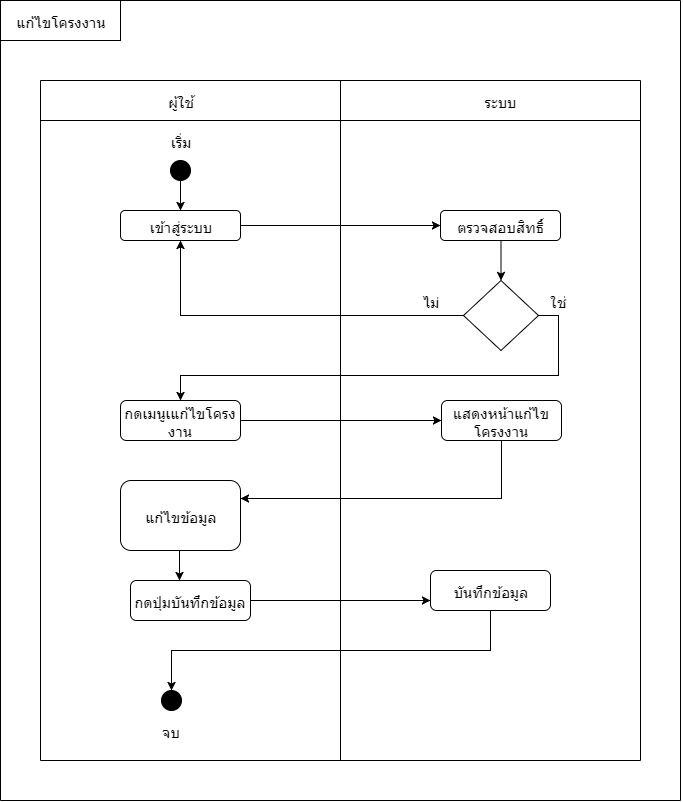 แก้ไขโครงงาน
ผู้ใช้
ระบบ
เริ่ม
เข้าสู่ระบบ
ตรวจสอบสิทธิ์
ไม่
ใช่
กดเมนูแก้ไขโครง
งาน
แสดงหน้าแก้ไข
โครงงาน
แก้ไขข้อมูล
กดปุ่มบันทึกข้อมูล
บันทึกข้อมูล
จบ